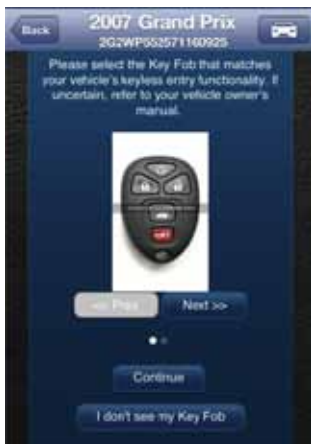 Back
2007 Grand Prix
2G2WP552571160925
Please select the Key Fob that matches
your vehicle's keyless entry functionality. If
uncertain, refer to your vehicle owner's
manual.
<< Prev
Next >>
Continue
I don't see my Key Fob